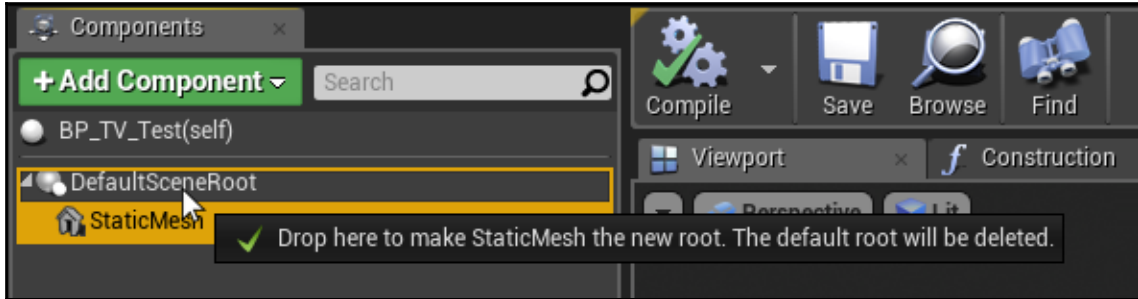 Components
+ Add Component
Search
BP_TV_Test(self)
DefaultSceneRoot
StaticMesh
Drop here to make StaticMesh the new root. The default root will be deleted.
Compile
Save
Browse
Find
Viewport
Construction
Perspective
Lit